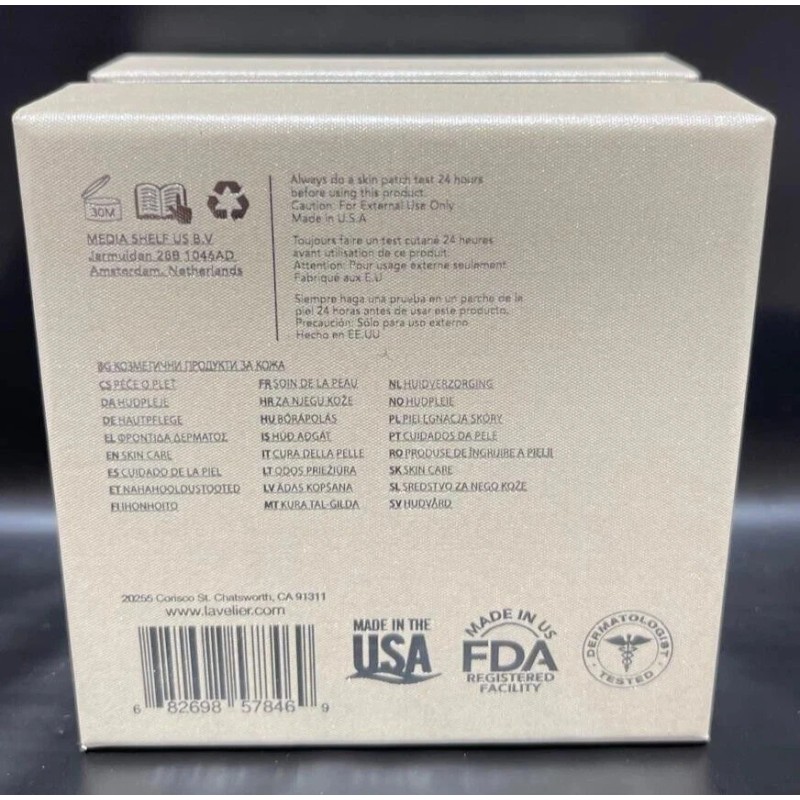 30M
MEDIA SHELF US B.V
Jarmuiden 26B 1046AD
Amsterdam, Netherlands
Always do a skin patch test 24 hours
before using this product.
Caution: For External Use Only
Made in U.S.A
Toujours faire un test cutané 24 heures
avant utilisation de ce produit.
Attention: Pour usage externe seulement
Fabriqué aux E.U
Siempre haga una prueba en un parche de la
piel 24 horas antes de usar este producto.
Precaución: Sólo para uso externo
Hecho en EE.UU
BG КОЗМЕТИЧНИ ПРОДУКТИ ЗА КОЖА
CS PÉČE O PLEŤ
DA HUDPLEJE
DE HAUTPFLEGE
EL ΦΡΟΝΤΙΔΑ ΔΕΡΜΑΤΟΣ
EN SKIN CARE
ES CUIDADO DE LA PIEL
ET NAHAHOOLDUSTOOTED
FI IHONHOITO
FR SOIN DE LA PEAU
HR ZA NJEGU KOŽE
HU BŐRÁPOLÁS
IS HÚÐ AÐGÁT
IT CURA DELLA PELLE
LT ODOS PRIEŽIŪRA
LV ĀDAS KOPŠANA
MT KURA TAL-GILDA
NL HUIDVERZORGING
NO HUDPLEIE
PL PIELĘGNACJA SKÓRY
PT CUIDADOS DA PELE
RO PRODUSE DE ÎNGRIJIRE A PIELII
SK SKIN CARE
SL SREDSTVO ZA NEGO KOŽE
SV HUDVÅRD
20255 Corisco St. Chatsworth, CA 91311
www.lavelier.com
6 82698 57846 9
MADE IN THE
USA
MADE IN US
FDA
REGISTERED
FACILITY
DERMATOLOGIST
TESTED